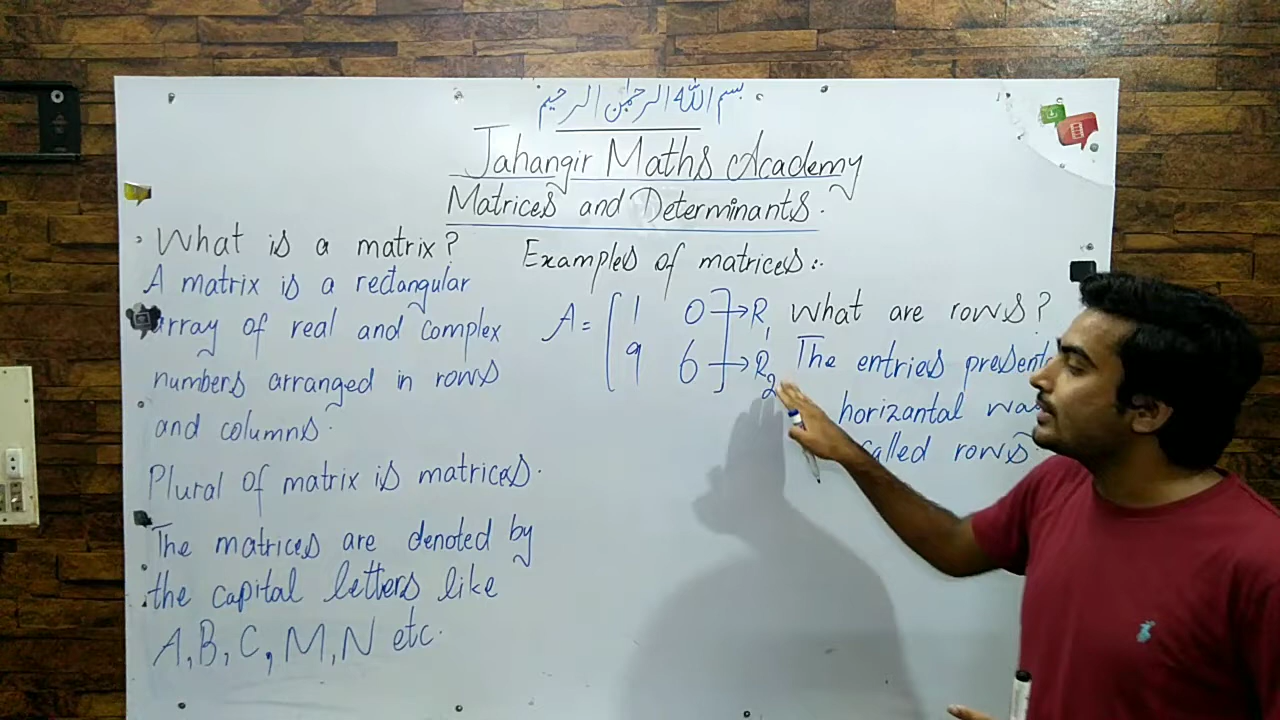 بسم اللہ الرحمٰن الرحیم
Jahangir Maths Academy
Matrices and Determinants.
What is a matrix?
A matrix is a rectangular
array of real and complex
numbers arranged in rows
and columns.
Plural of matrix is matrices.
The matrices are denoted by
the capital letters like
A, B, C, M, N etc.
Examples of matrices:.
A = [ 1 0 ] → R1
[ 9 6 ] → R2
What are rows?
The entries present
horizantal
called rows.